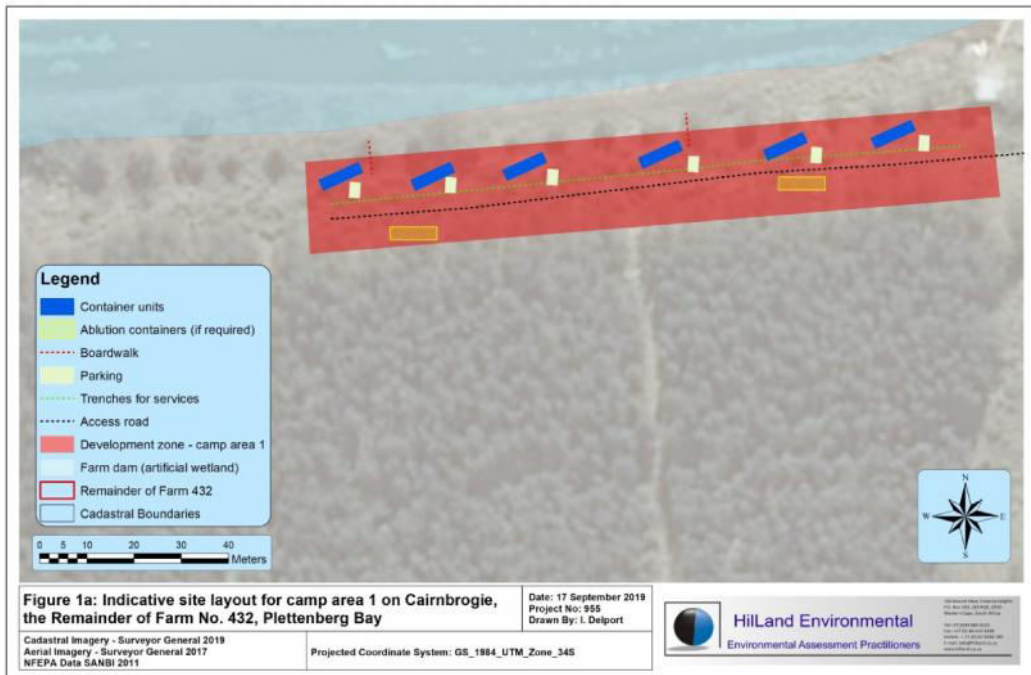 Legend
Container units
Ablution containers (if required)
Boardwalk
Parking
Trenches for services
Access road
Development zone - camp area 1
Farm dam (artificial wetland)
Remainder of Farm 432
Cadastral Boundaries
0 5 10 20 30 40
Meters
N
W E
S
Figure 1a: Indicative site layout for camp area 1 on Cairnbrogie,
the Remainder of Farm No. 432, Plettenberg Bay
Date: 17 September 2019
Project No: 955
Drawn By: I. Delport
Cadastral Imagery - Surveyor General 2019
Aerial Imagery - Surveyor General 2017
NFEPA Data SANBI 2011
Projected Coordinate System: GS_1984_UTM_Zone_34S
HilLand Environmental
Environmental Assessment Practitioners